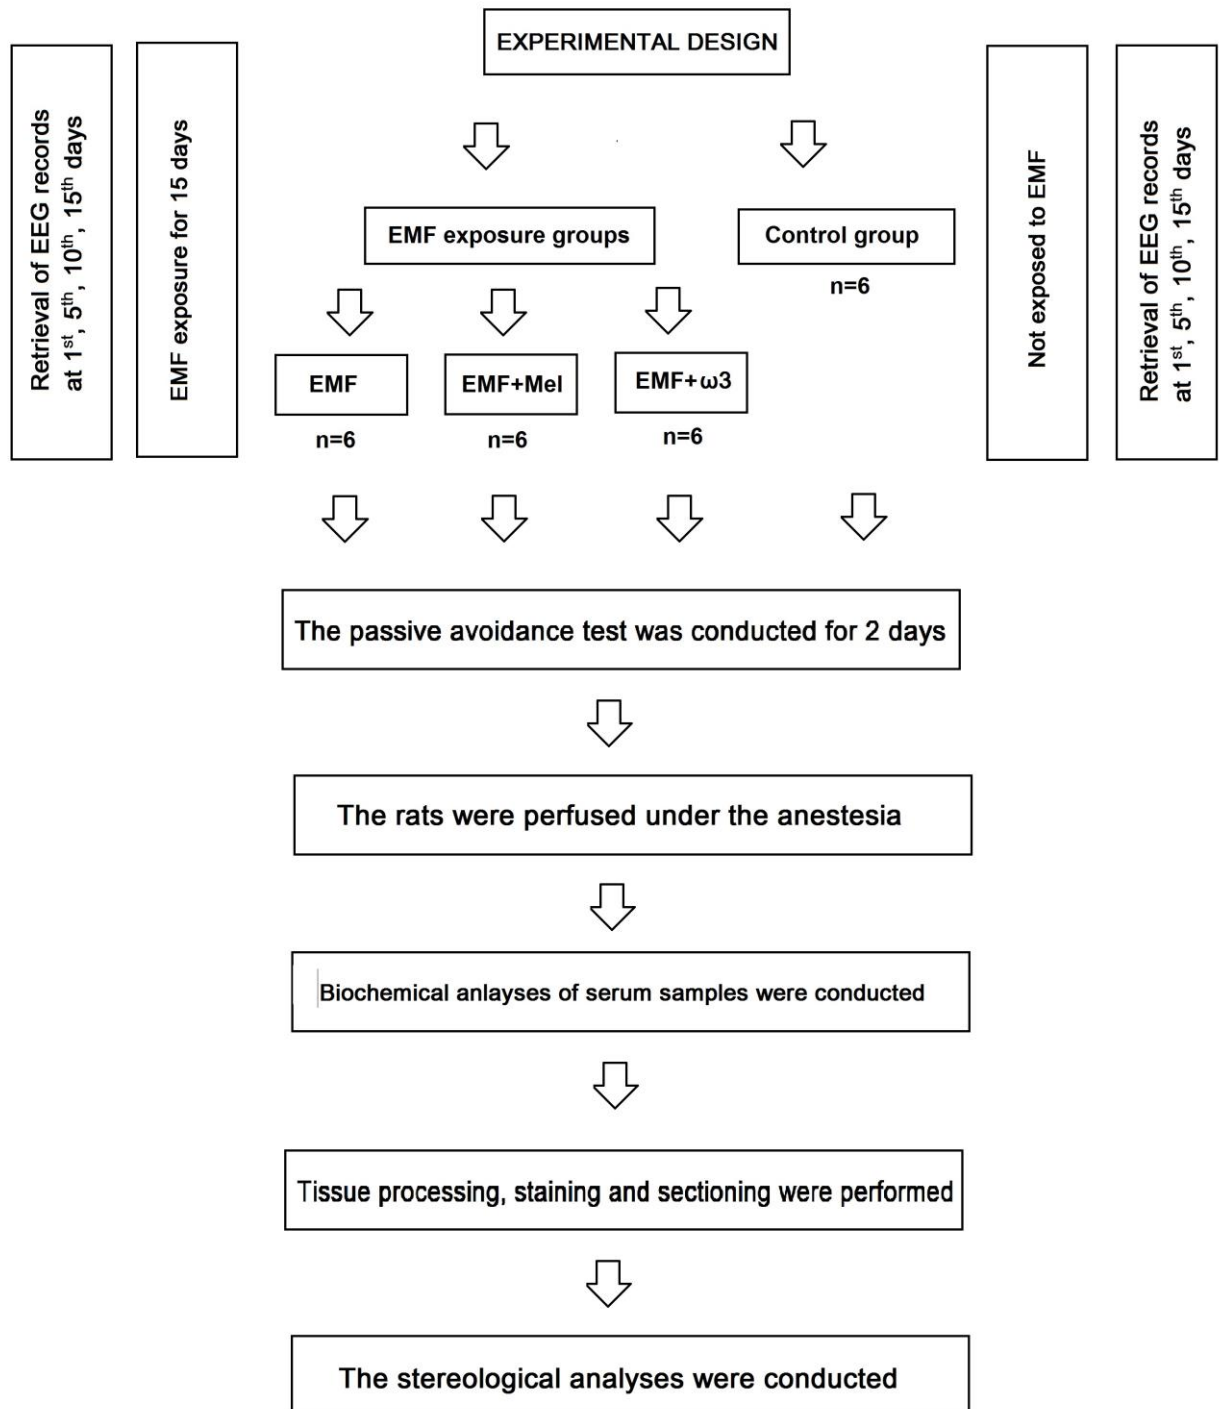 EXPERIMENTAL DESIGN
Retrieval of EEG records
at 1st, 5th, 10th, 15th days
EMF exposure for 15 days
EMF exposure groups
Control group
n=6
EMF
EMF+Mel
EMF+ω3
n=6
n=6
n=6
Not exposed to EMF
Retrieval of EEG records
at 1st, 5th, 10th, 15th days
The passive avoidance test was conducted for 2 days
The rats were perfused under the anestesia
Biochemical anlayses of serum samples were conducted
Tissue processing, staining and sectioning were performed
The stereological analyses were conducted